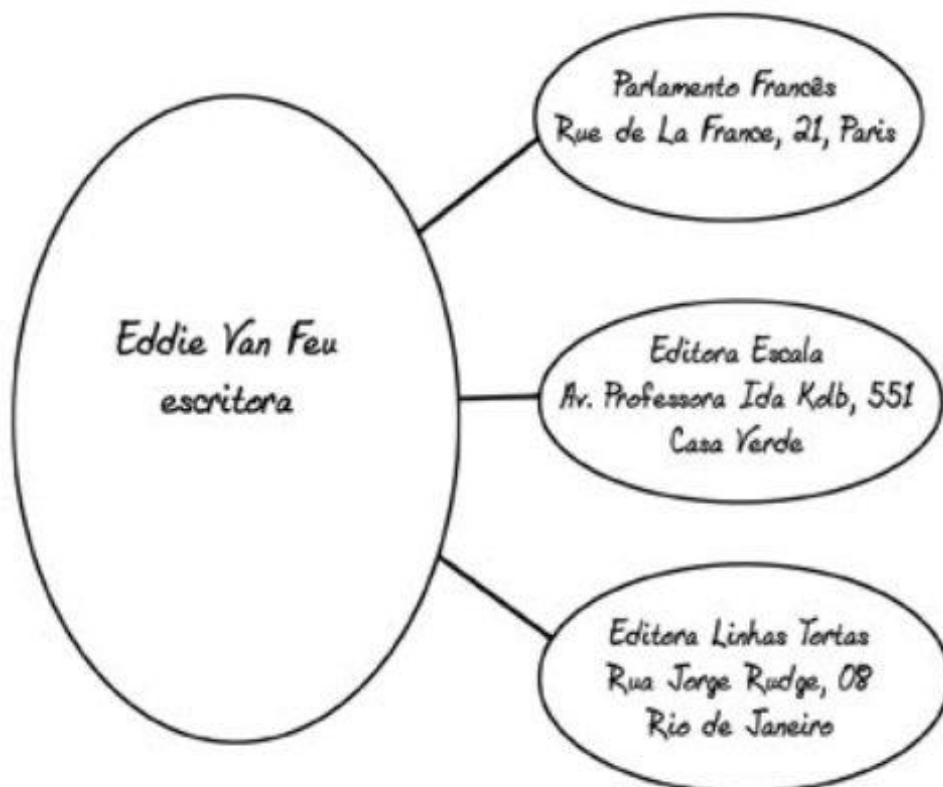 Parlamento Francês
Rue de La France, 21, Paris
Eddie Van Feu
escritora
Editora Escala
Av. Professora Ida Kolb, 551
Casa Verde
Editora Linhas Tortas
Rua Jorge Rudge, 08
Rio de Janeiro